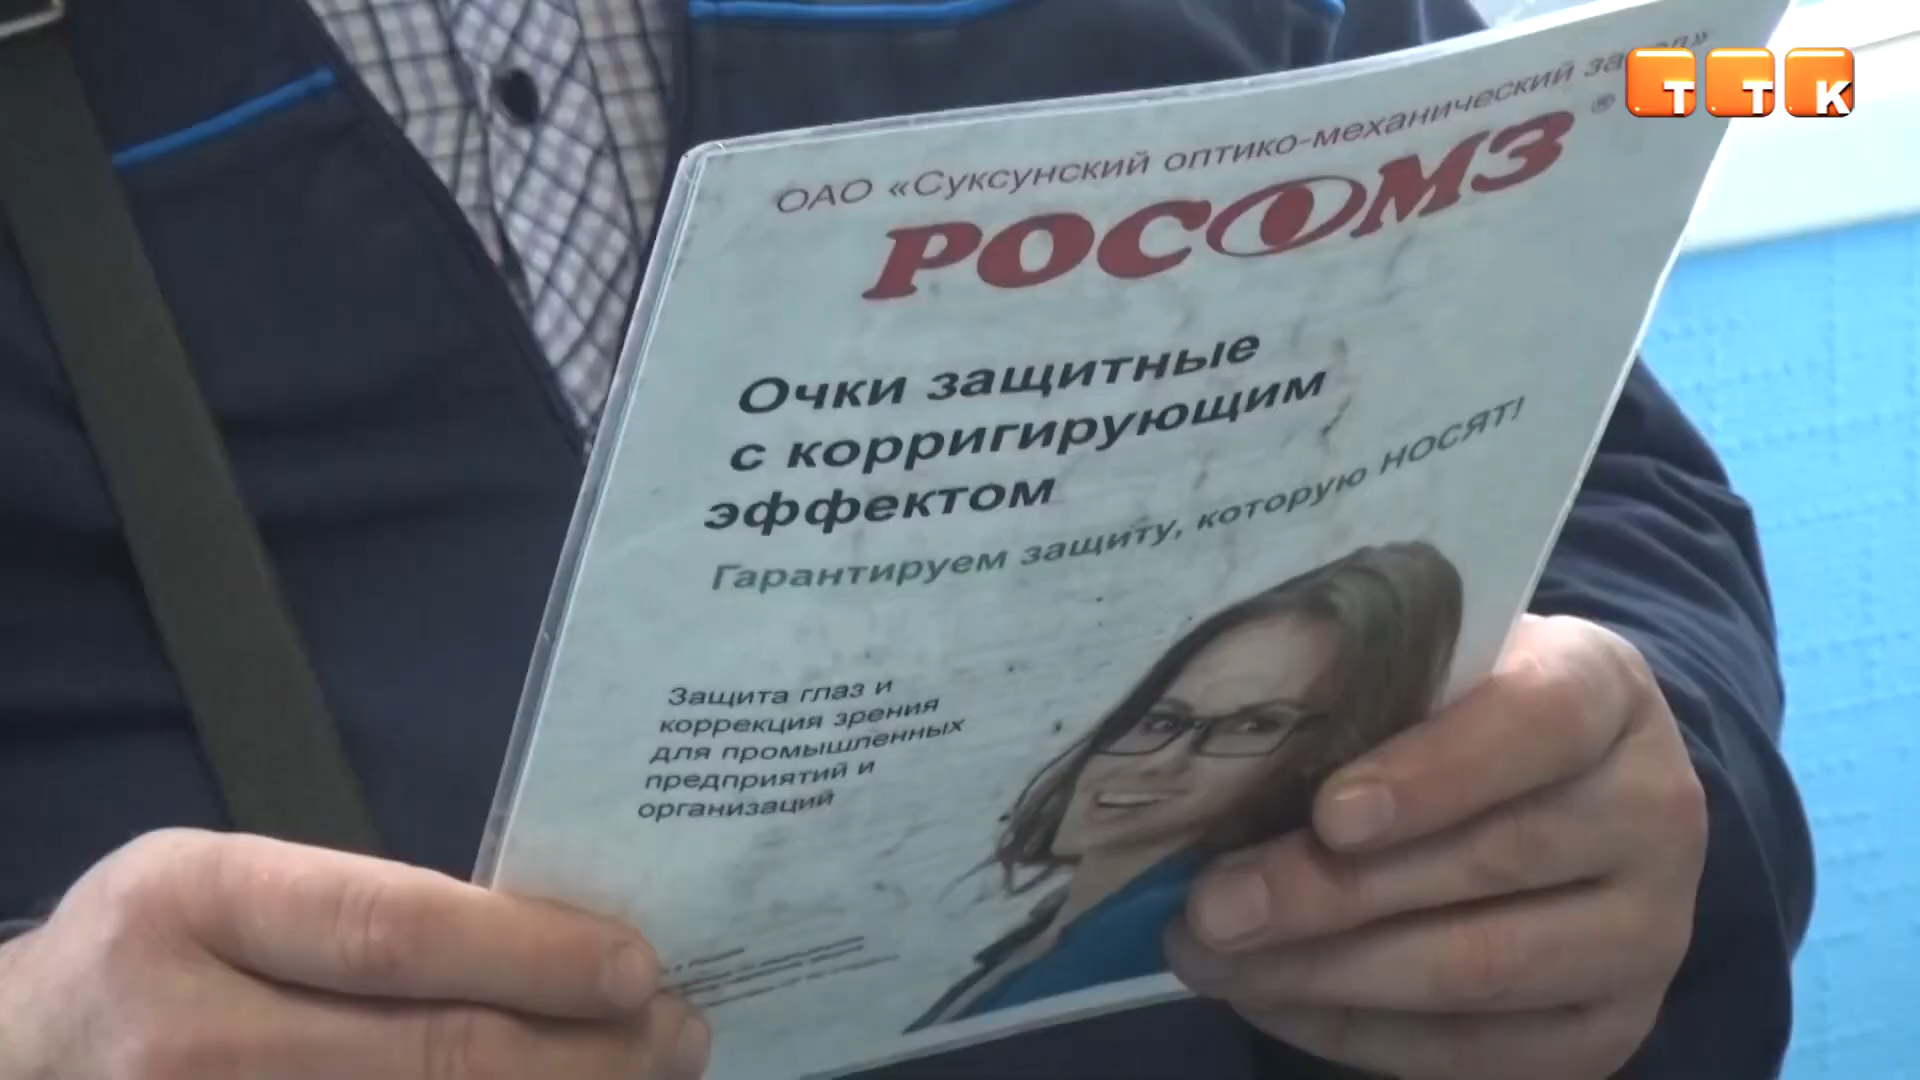 ТТК
ОАО «Суксунский оптико-механический
РОСОМЗ®
Очки защитные
с корригирующим
эффектом
Гарантируем защиту, которую НОСЯТ!
Защита глаз и
коррекция зрения
для промышленных
предприятий и
организаций